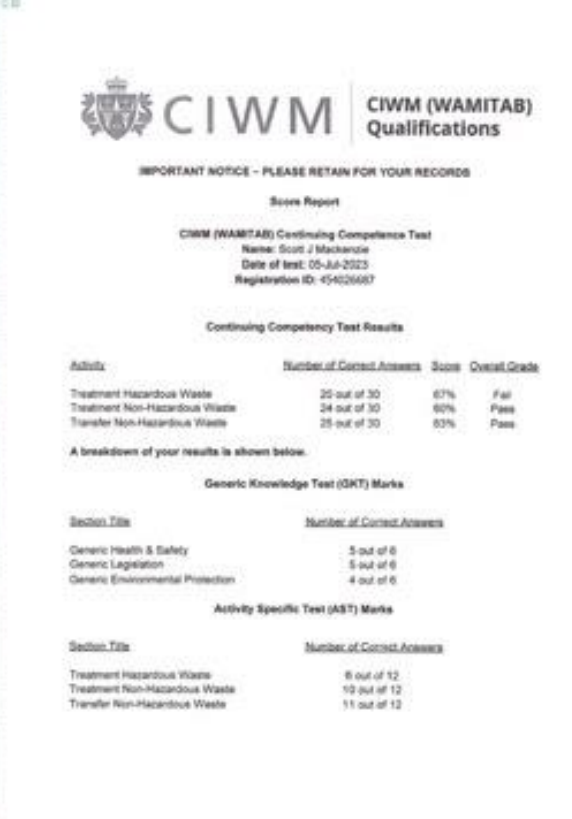 CIWM
CIWM (WAMITAB)
Qualifications
IMPORTANT NOTICE – PLEASE RETAIN FOR YOUR RECORDS
Score Report
CIWM (WAMITAB) Continuing Competence Test
Name: Scott J Mackenzie
Date of test: 05-Jul-2023
Registration ID: 454026687
Continuing Competency Test Results
Activity Number of Correct Answers Score Overall Grade
Treatment Hazardous Waste 20 out of 30 67% Fail
Treatment Non-Hazardous Waste 24 out of 30 80% Pass
Transfer Non-Hazardous Waste 25 out of 30 83% Pass
A breakdown of your results is shown below.
Generic Knowledge Test (GKT) Marks
Section Title Number of Correct Answers
Generic Health & Safety 5 out of 6
Generic Legislation 5 out of 6
Generic Environmental Protection 4 out of 6
Activity Specific Test (AST) Marks
Section Title Number of Correct Answers
Treatment Hazardous Waste 6 out of 12
Treatment Non-Hazardous Waste 10 out of 12
Transfer Non-Hazardous Waste 11 out of 12